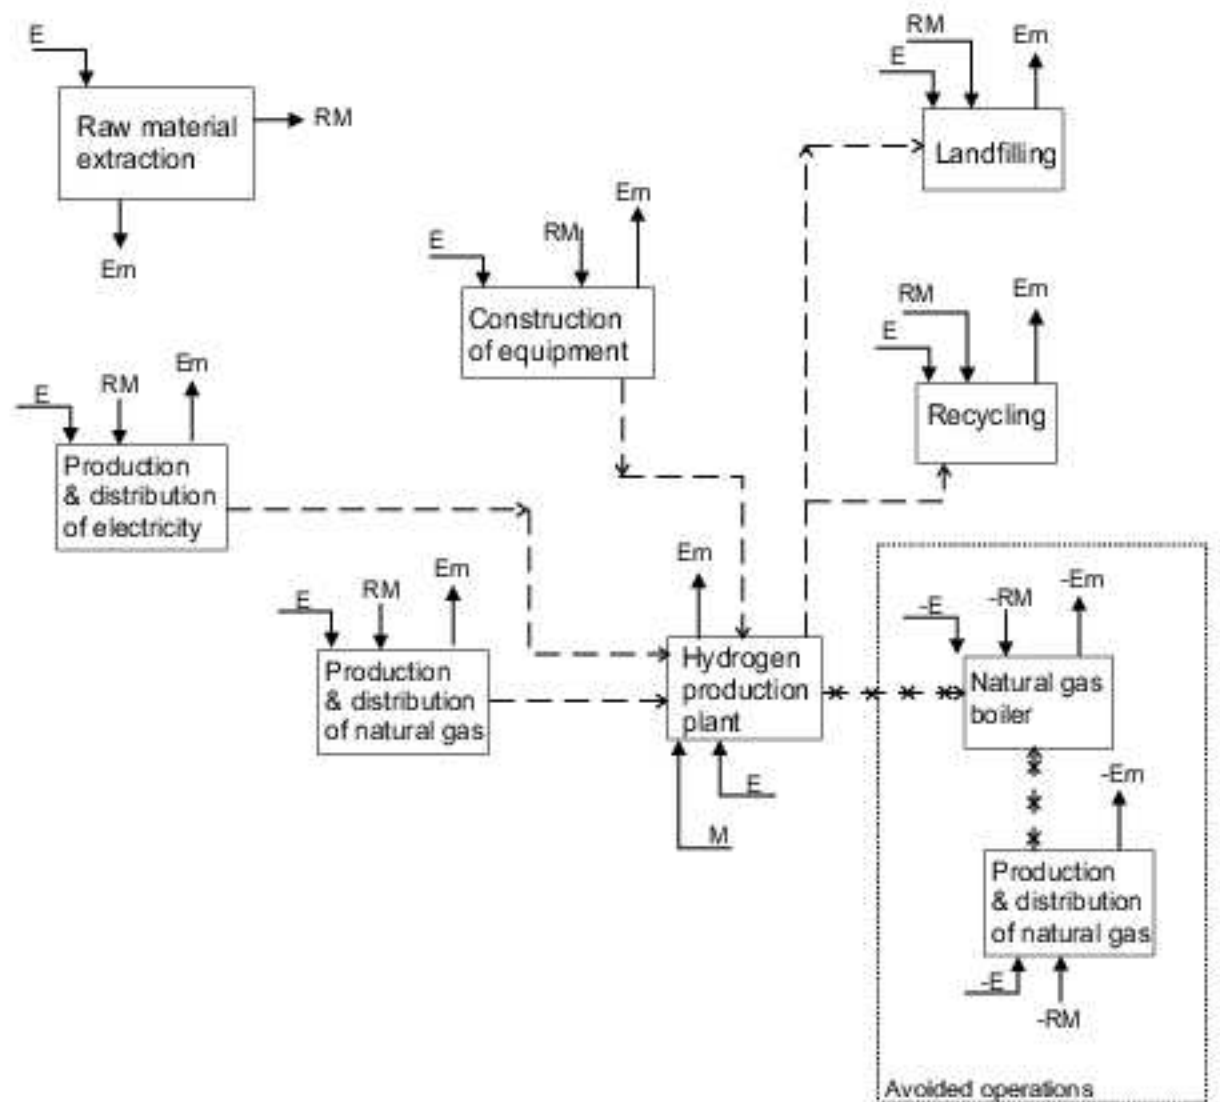 E
Raw material
extraction
RM
Em
RM
E
Em
Landfilling
E
RM
Em
Construction
of equipment
RM
E
Em
Recycling
E
RM
Em
Production
& distribution
of electricity
E
RM
Em
Production
& distribution
of natural gas
Em
Hydrogen
production
plant
E
M
-E
-RM
-Em
Natural gas
boiler
-Em
Production
& distribution
of natural gas
-E
-RM
Avoided operations